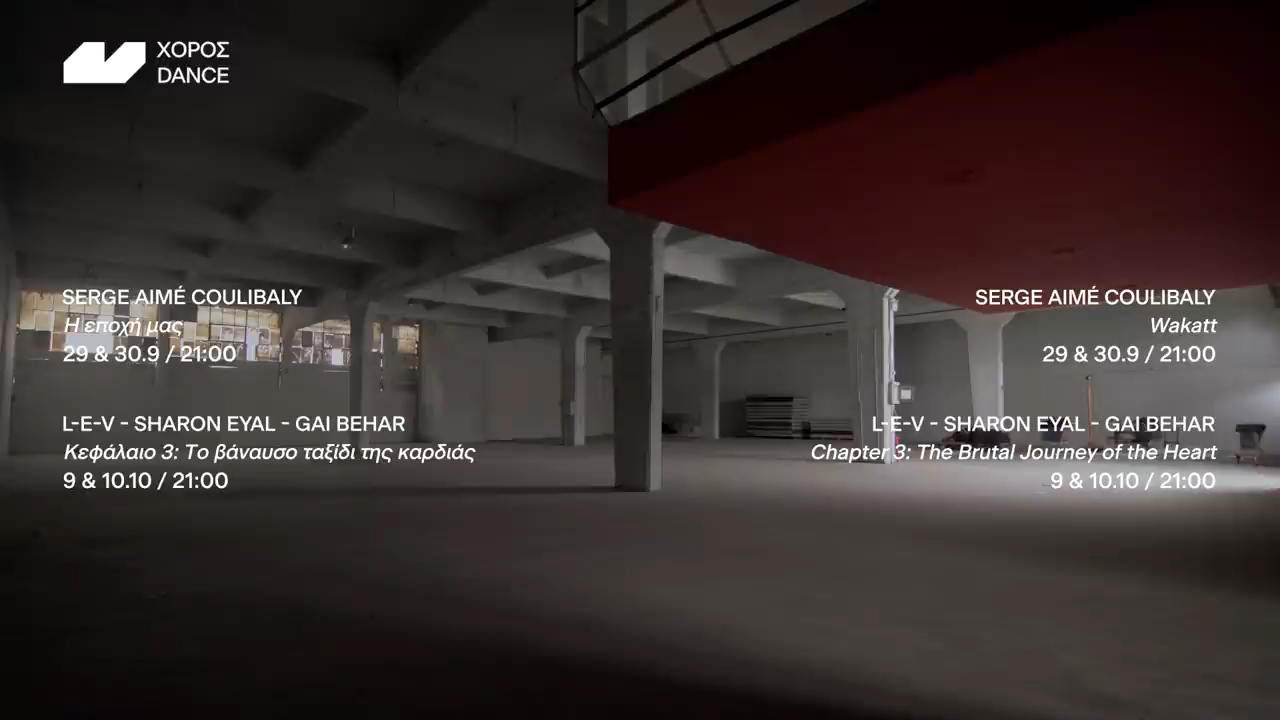 ΧΟΡΟΣ
DANCE
SERGE AIMÉ COULIBALY
Η εποχή μας
29 & 30.9 / 21:00
L-E-V - SHARON EYAL - GAI BEHAR
Κεφάλαιο 3: Το βάναυσο ταξίδι της καρδιάς
9 & 10.10 / 21:00
SERGE AIMÉ COULIBALY
Wakatt
29 & 30.9 / 21:00
L-E-V - SHARON EYAL - GAI BEHAR
Chapter 3: The Brutal Journey of the Heart
9 & 10.10 / 21:00